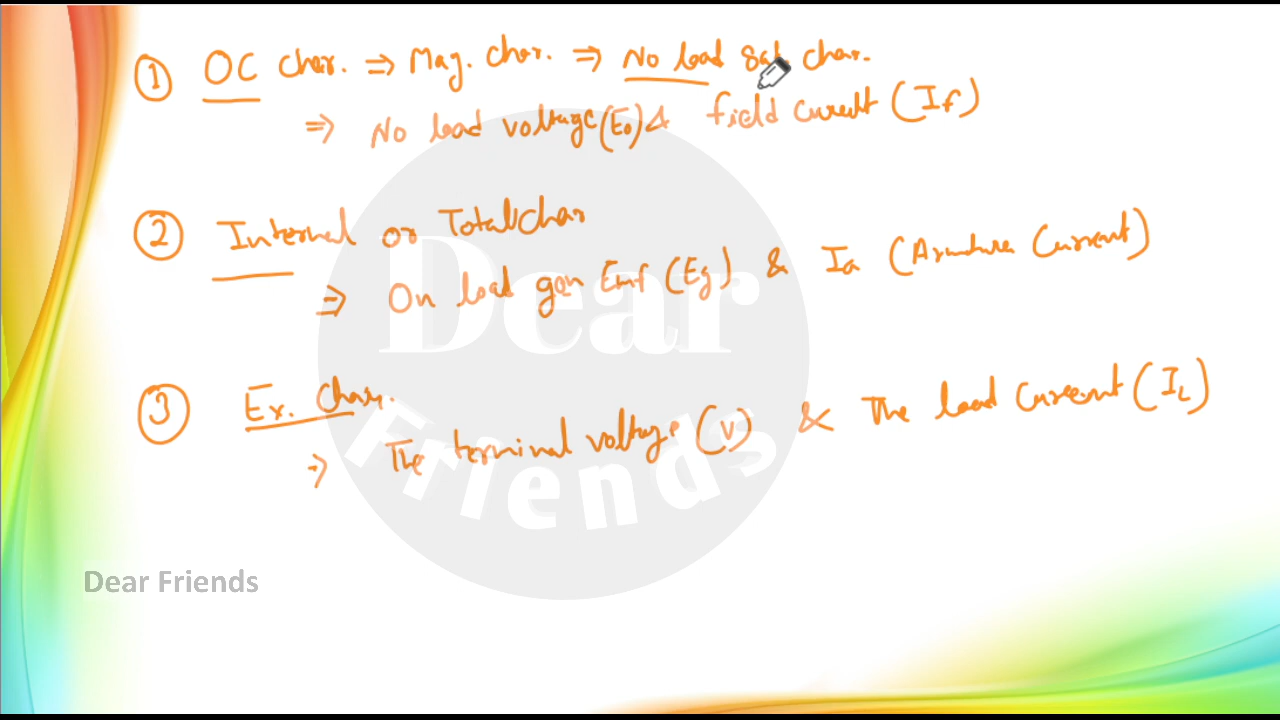 ① OC char. ⇒ Mag. char. ⇒ No load sat char.
⇒ No load voltage (E₀) & field current (If)
② Internal or Total char
⇒ On load gen Emf (Eg) & Ia (Armature Current)
③ Ex. Char.
⇒ The terminal voltage (V) & The load Current (IL)
Dear
Friends
Dear Friends